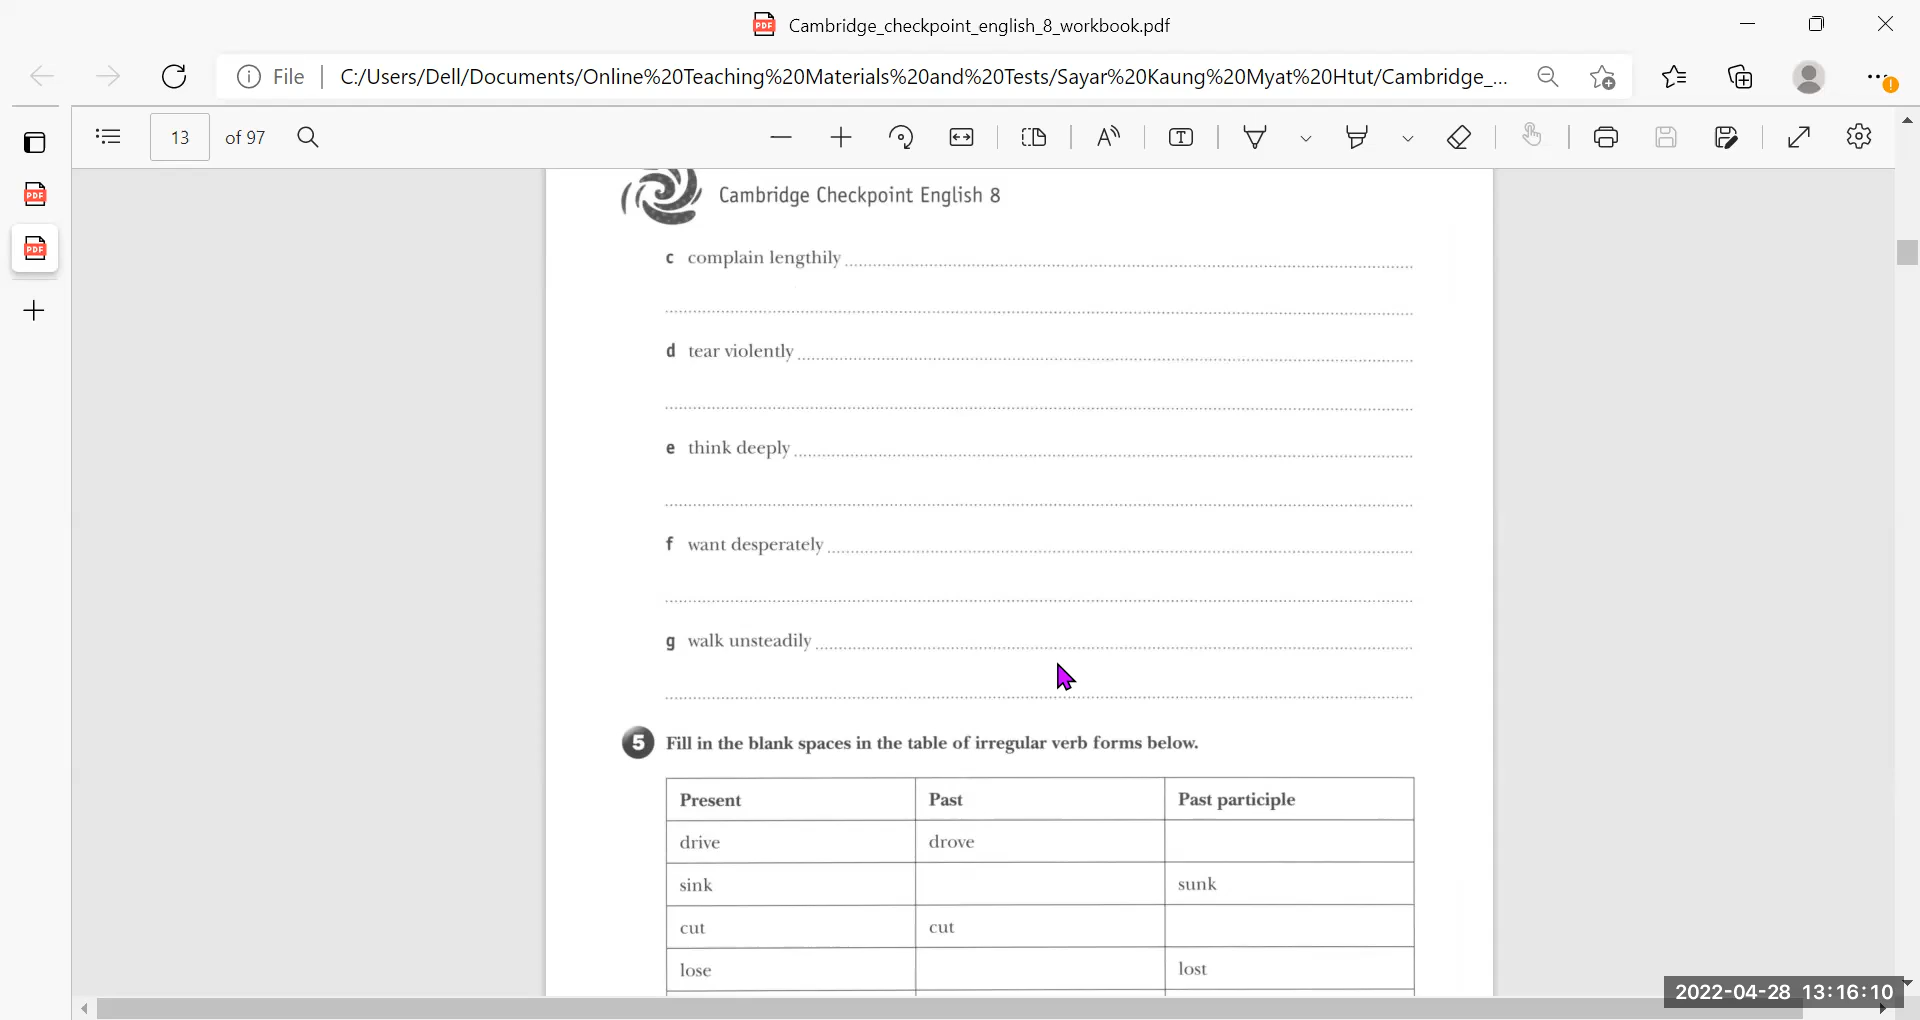 Cambridge_checkpoint_english_8_workbook.pdf
File C:/Users/Dell/Documents/Online%20Teaching%20Materials%20and%20Tests/Sayar%20Kaung%20Myat%20Htut/Cambridge_...
13 of 97
Cambridge Checkpoint English 8
c complain lengthily
d tear violently
e think deeply
f want desperately
g walk unsteadily
5 Fill in the blank spaces in the table of irregular verb forms below.
Present Past Past participle
drive drove
sink sunk
cut cut
lose lost
2022-04-28 13:16:10